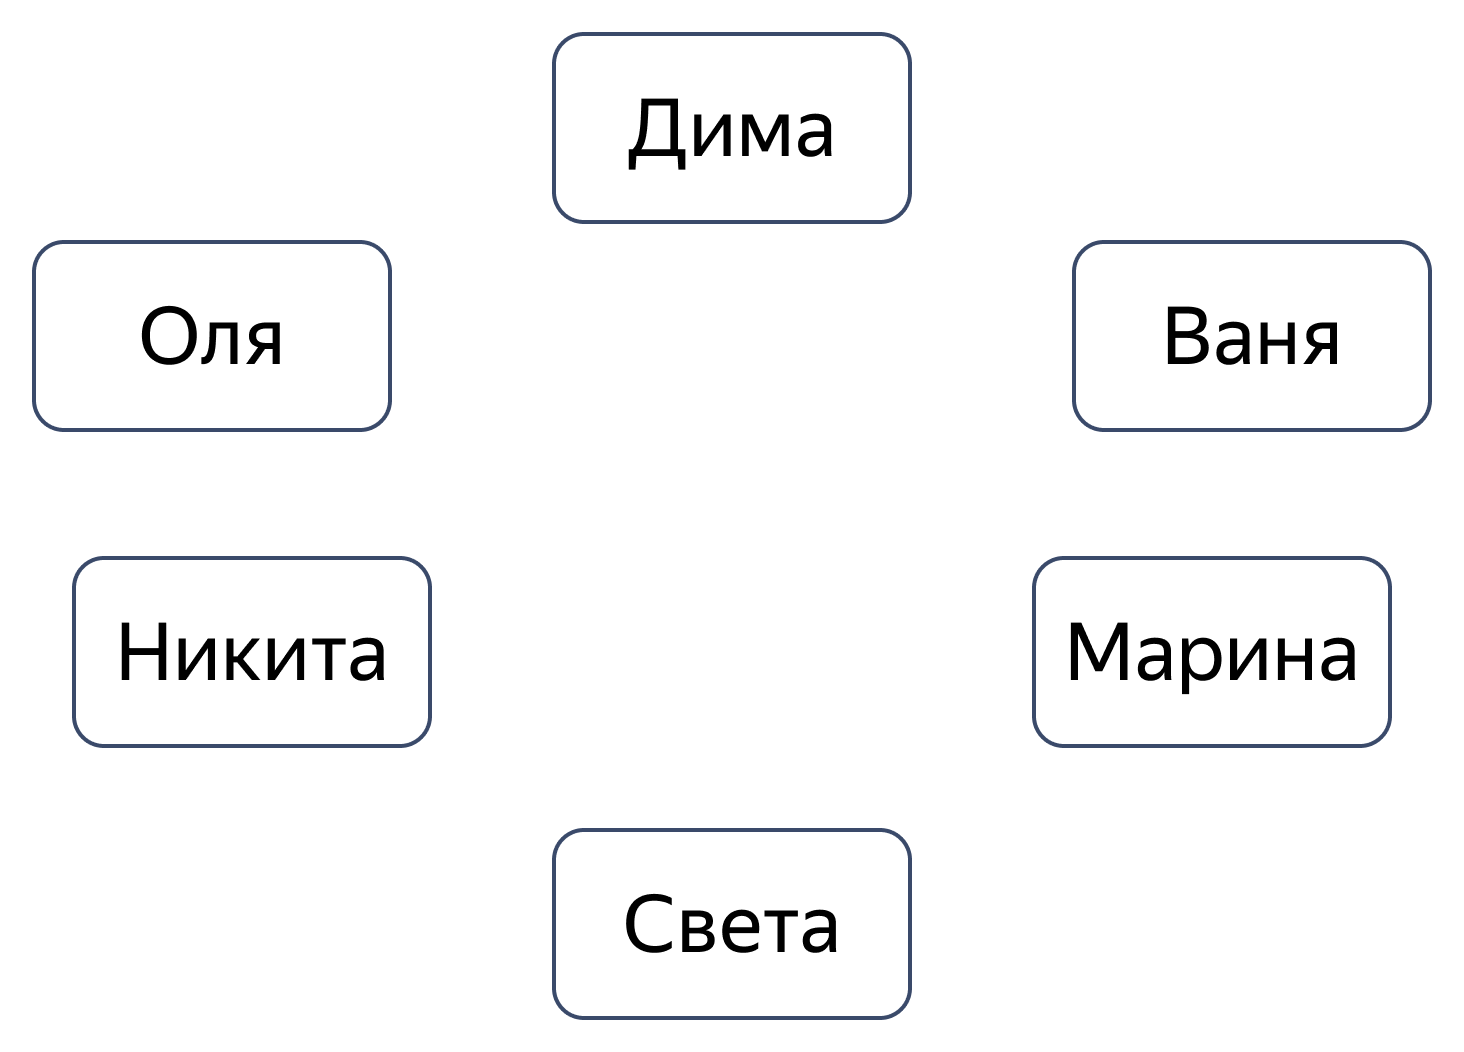 Дима
Оля
Ваня
Никита
Марина
Света